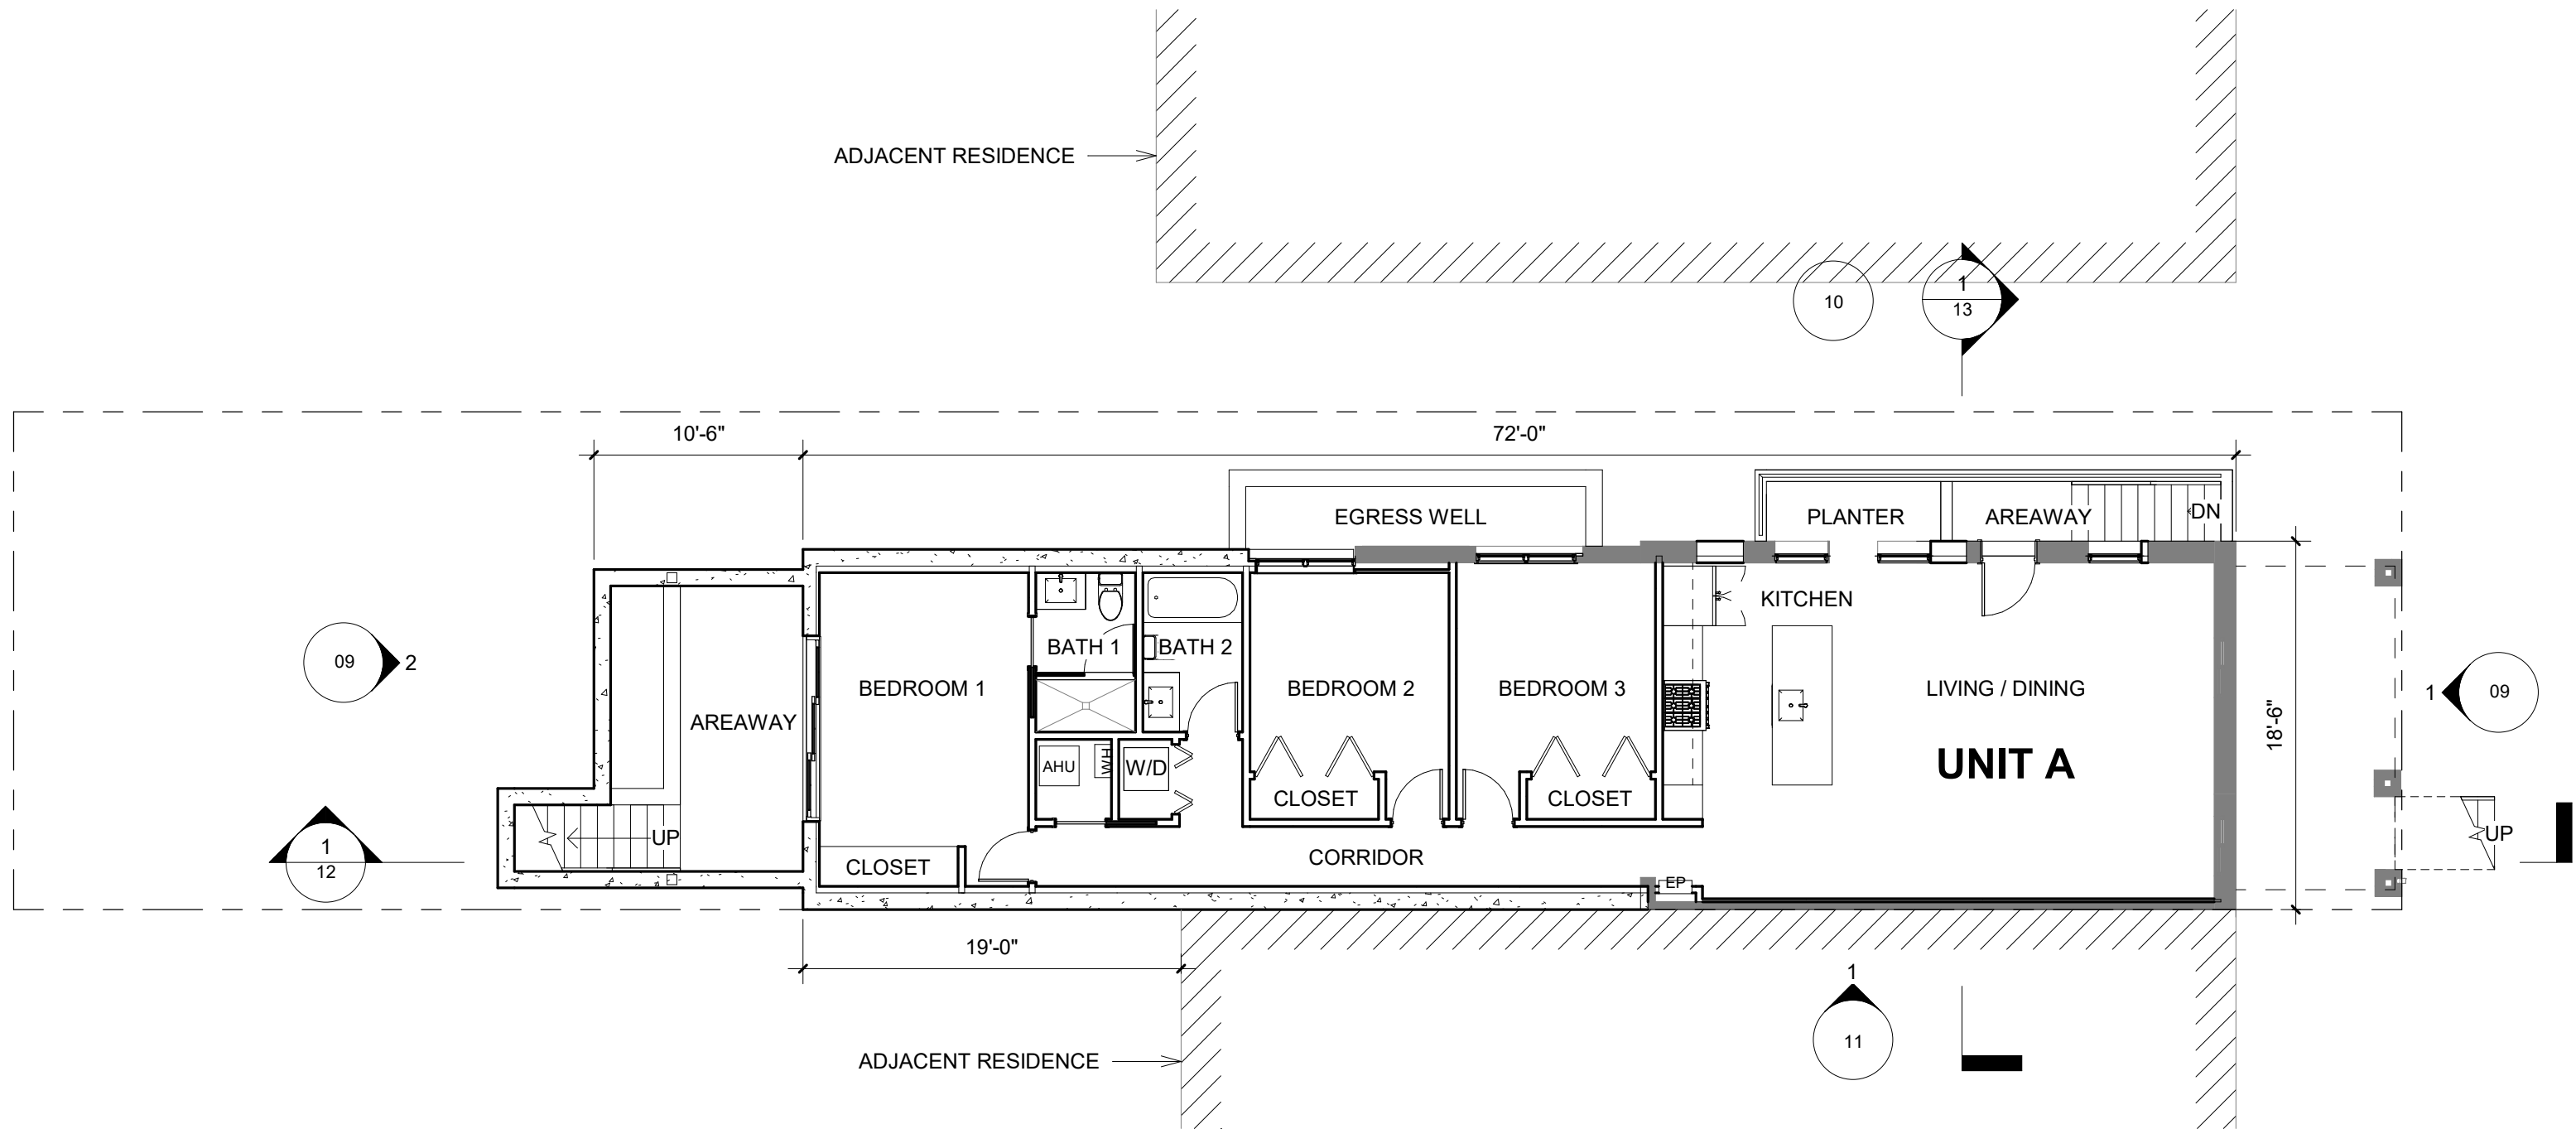 ADJACENT RESIDENCE
10
1
13
10'-6"
72'-0"
EGRESS WELL
PLANTER
AREAWAY
DN
KITCHEN
BATH 1
BATH 2
09
2
BEDROOM 1
BEDROOM 2
BEDROOM 3
LIVING / DINING
1
09
AREAWAY
18'-6"
AHU
WH
W/D
UNIT A
CLOSET
CLOSET
UP
UP
1
12
CLOSET
CORRIDOR
EP
19'-0"
1
11
ADJACENT RESIDENCE